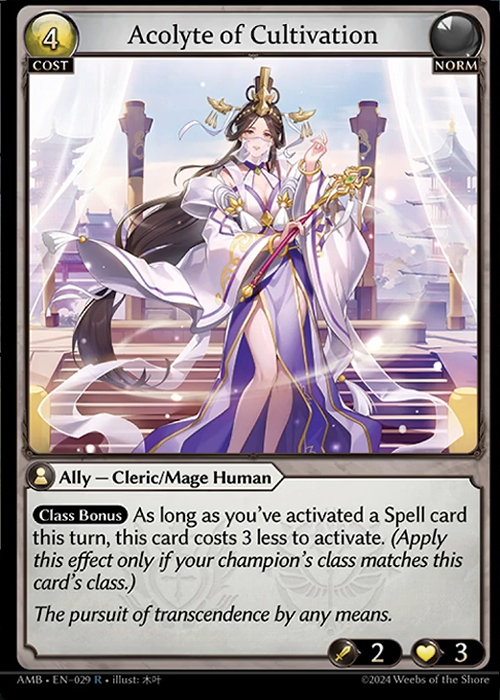 4
Acolyte of Cultivation
COST
NORM
Ally — Cleric/Mage Human
Class Bonus As long as you've activated a Spell card
this turn, this card costs 3 less to activate. (Apply
this effect only if your champion's class matches this
card's class.)
The pursuit of transcendence by any means.
2
3
AMB • EN-029 R • illust: 木叶
©2024 Weebs of the Shore